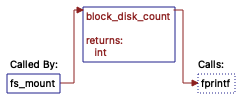 block_disk_count
returns:
int
Called By:
fs_mount
Calls:
fprintf